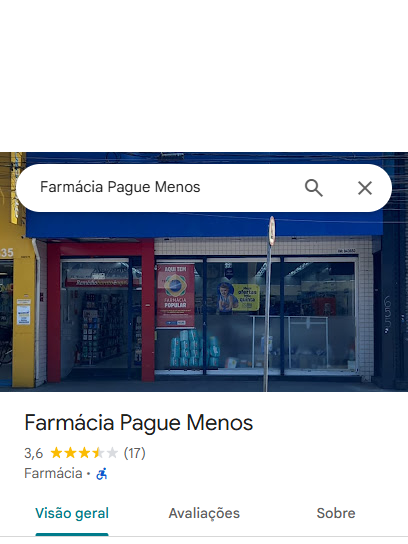 Farmácia Pague Menos
35
AQUI TEM
FARMÁCIA
POPULAR
Farmácia Pague Menos
3,6 (17)
Farmácia ·
Visão geral
Avaliações
Sobre